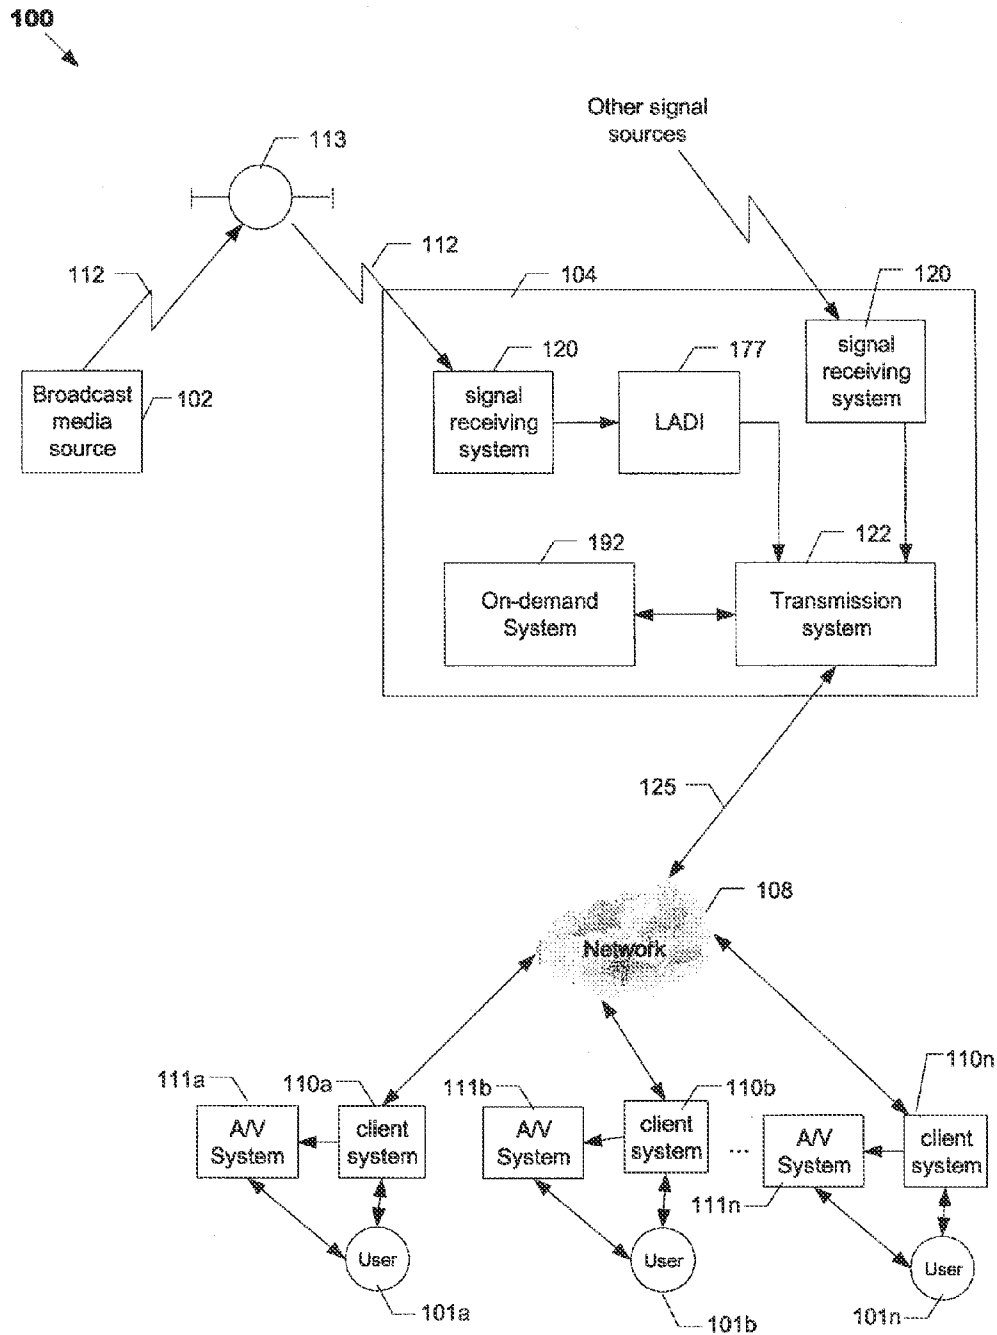 100
Other signal
sources
113
112
112
104
120
Broadcast
media
source
102
120
signal
receiving
system
177
LADI
signal
receiving
system
192
On-demand
System
122
Transmission
system
125
108
Network
111a
110a
A/V
System
client
system
User
101a
111b
110b
A/V
System
client
system
User
101b
...
110n
A/V
System
client
system
111n
User
101n